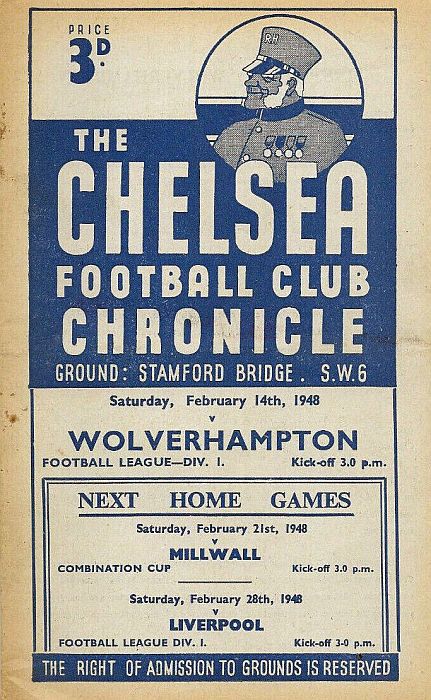 PRICE
3D.
RH
THE
CHELSEA
FOOTBALL CLUB
CHRONICLE
GROUND: STAMFORD BRIDGE. S.W.6
Saturday, February 14th, 1948
v
WOLVERHAMPTON
FOOTBALL LEAGUE—DIV. I. Kick-off 3.0 p.m.
NEXT HOME GAMES
Saturday, February 21st, 1948
v
MILLWALL
COMBINATION CUP Kick-off 3.0 p.m.
Saturday, February 28th, 1948
v
LIVERPOOL
FOOTBALL LEAGUE DIV. I. Kick-off 3-0 p.m.
THE RIGHT OF ADMISSION TO GROUNDS IS RESERVED